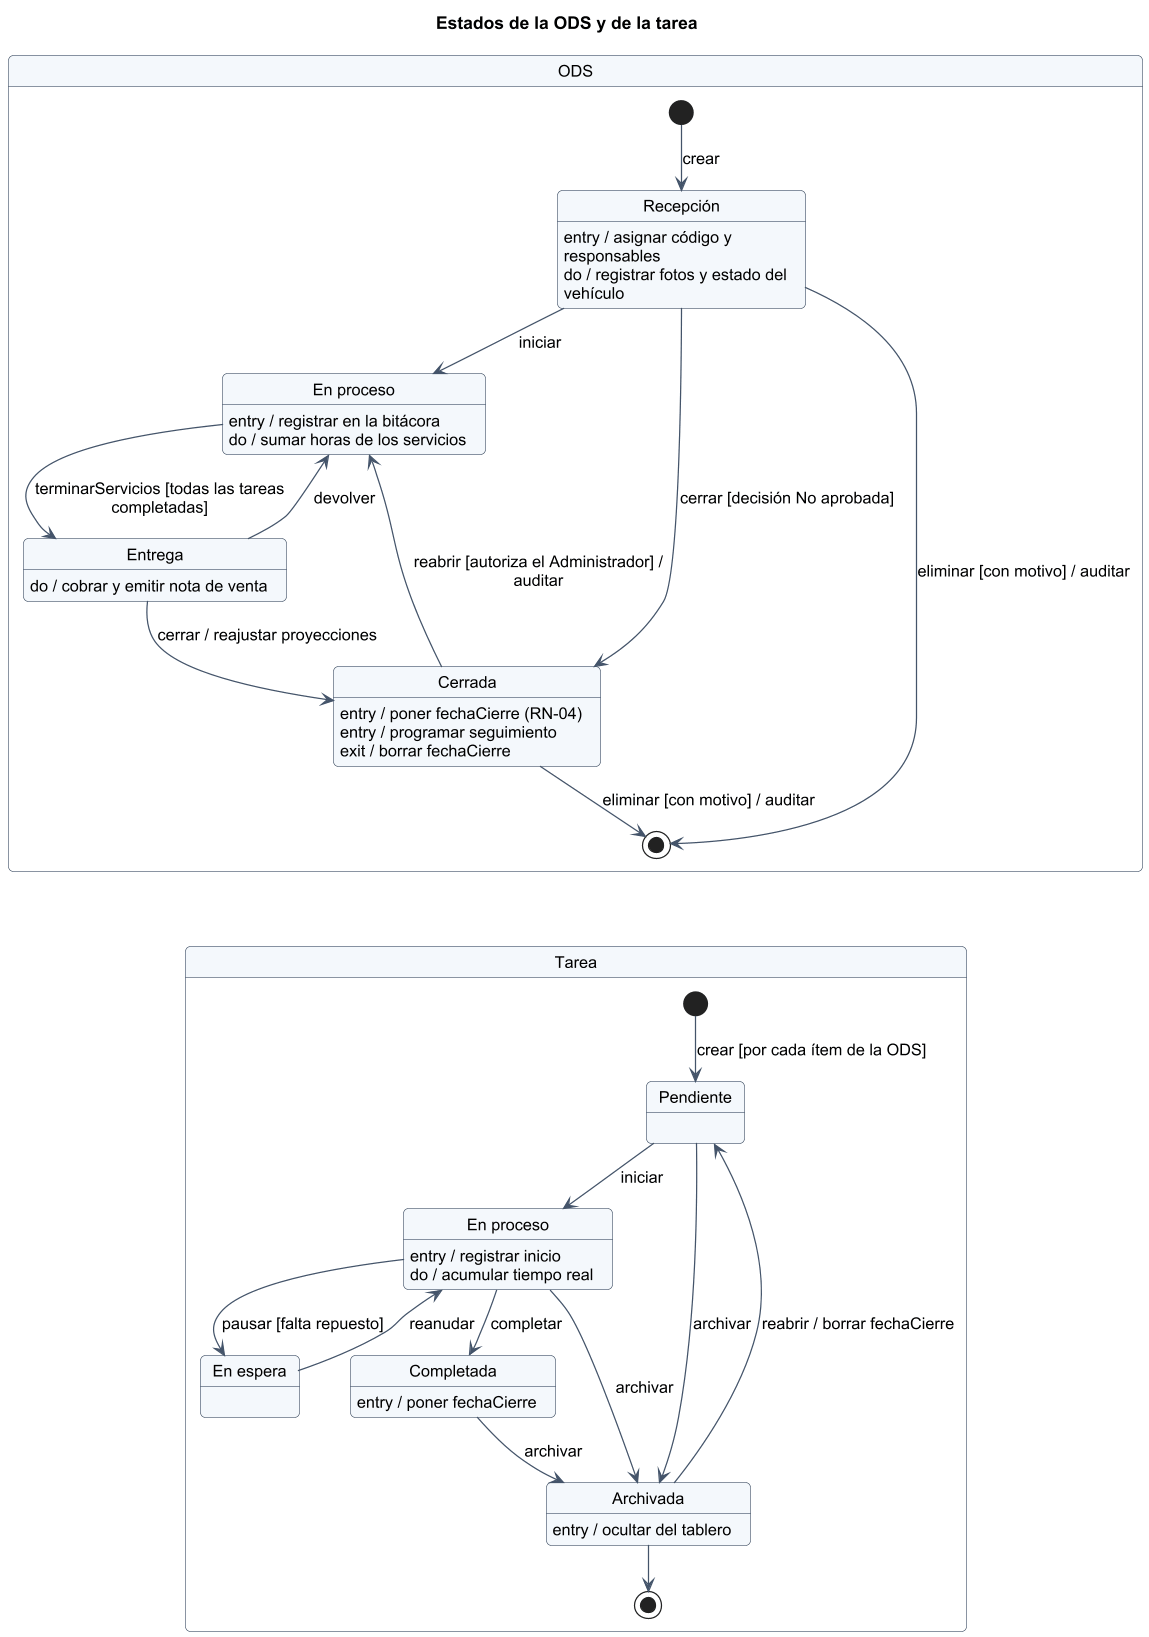 Estados de la ODS y de la tarea
ODS
crear
Recepción
entry / asignar código y
responsables
do / registrar fotos y estado del
vehículo
iniciar
En proceso
entry / registrar en la bitácora
do / sumar horas de los servicios
terminarServicios [todas las tareas
completadas]
devolver
cerrar [decisión No aprobada]
Entrega
do / cobrar y emitir nota de venta
reabrir [autoriza el Administrador] /
auditar
eliminar [con motivo] / auditar
cerrar / reajustar proyecciones
Cerrada
entry / poner fechaCierre (RN-04)
entry / programar seguimiento
exit / borrar fechaCierre
eliminar [con motivo] / auditar
Tarea
crear [por cada ítem de la ODS]
Pendiente
iniciar
En proceso
entry / registrar inicio
do / acumular tiempo real
pausar [falta repuesto]
reanudar
completar
archivar
reabrir / borrar fechaCierre
En espera
Completada
entry / poner fechaCierre
archivar
archivar
Archivada
entry / ocultar del tablero